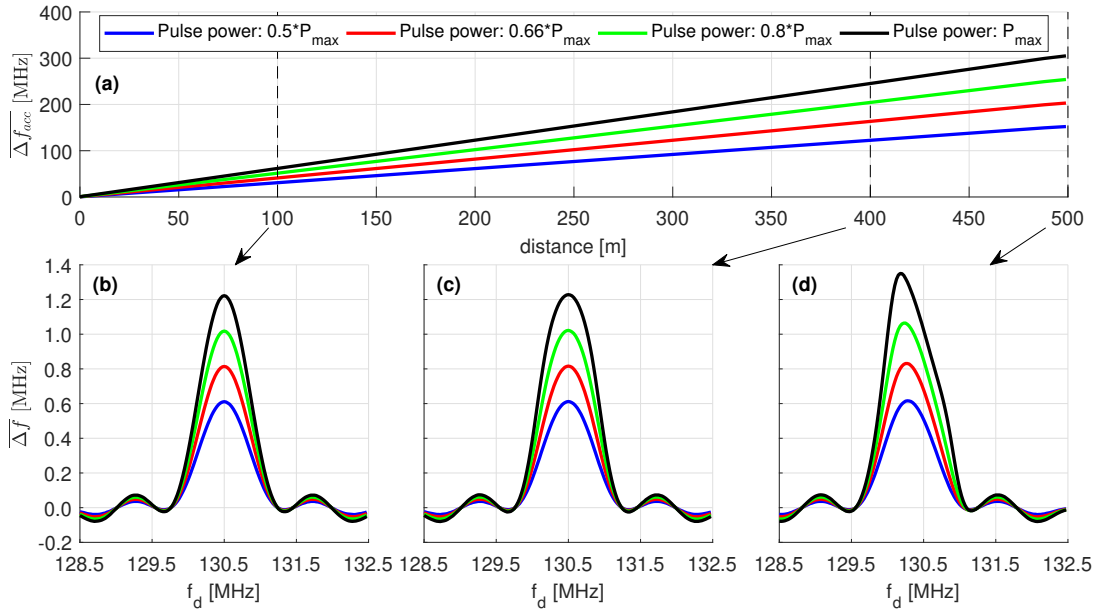 Pulse power: 0.5*P_max Pulse power: 0.66*P_max Pulse power: 0.8*P_max Pulse power: P_max
(a)
Δ f_acc [MHz]
400
300
200
100
0
0 50 100 150 200 250 300 350 400 450 500
distance [m]
(b) (c) (d)
Δ f [MHz]
1.4
1.2
1.0
0.8
0.6
0.4
0.2
0.0
-0.2
128.5 129.5 130.5 131.5 132.5
128.5 129.5 130.5 131.5 132.5
128.5 129.5 130.5 131.5 132.5
f_d [MHz] f_d [MHz] f_d [MHz]